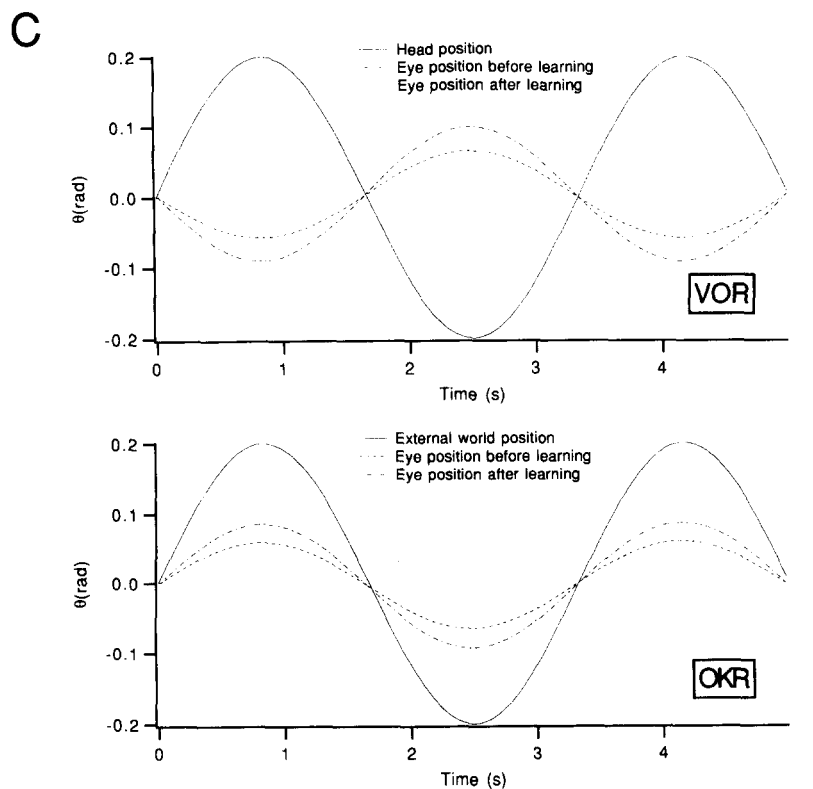 C
Head position
Eye position before learning
Eye position after learning
0.2
0.1
0.0
-0.1
-0.2
θ(rad)
VOR
0 1 2 3 4
Time (s)
External world position
Eye position before learning
Eye position after learning
0.2
0.1
0.0
-0.1
-0.2
θ(rad)
OKR
0 1 2 3 4
Time (s)